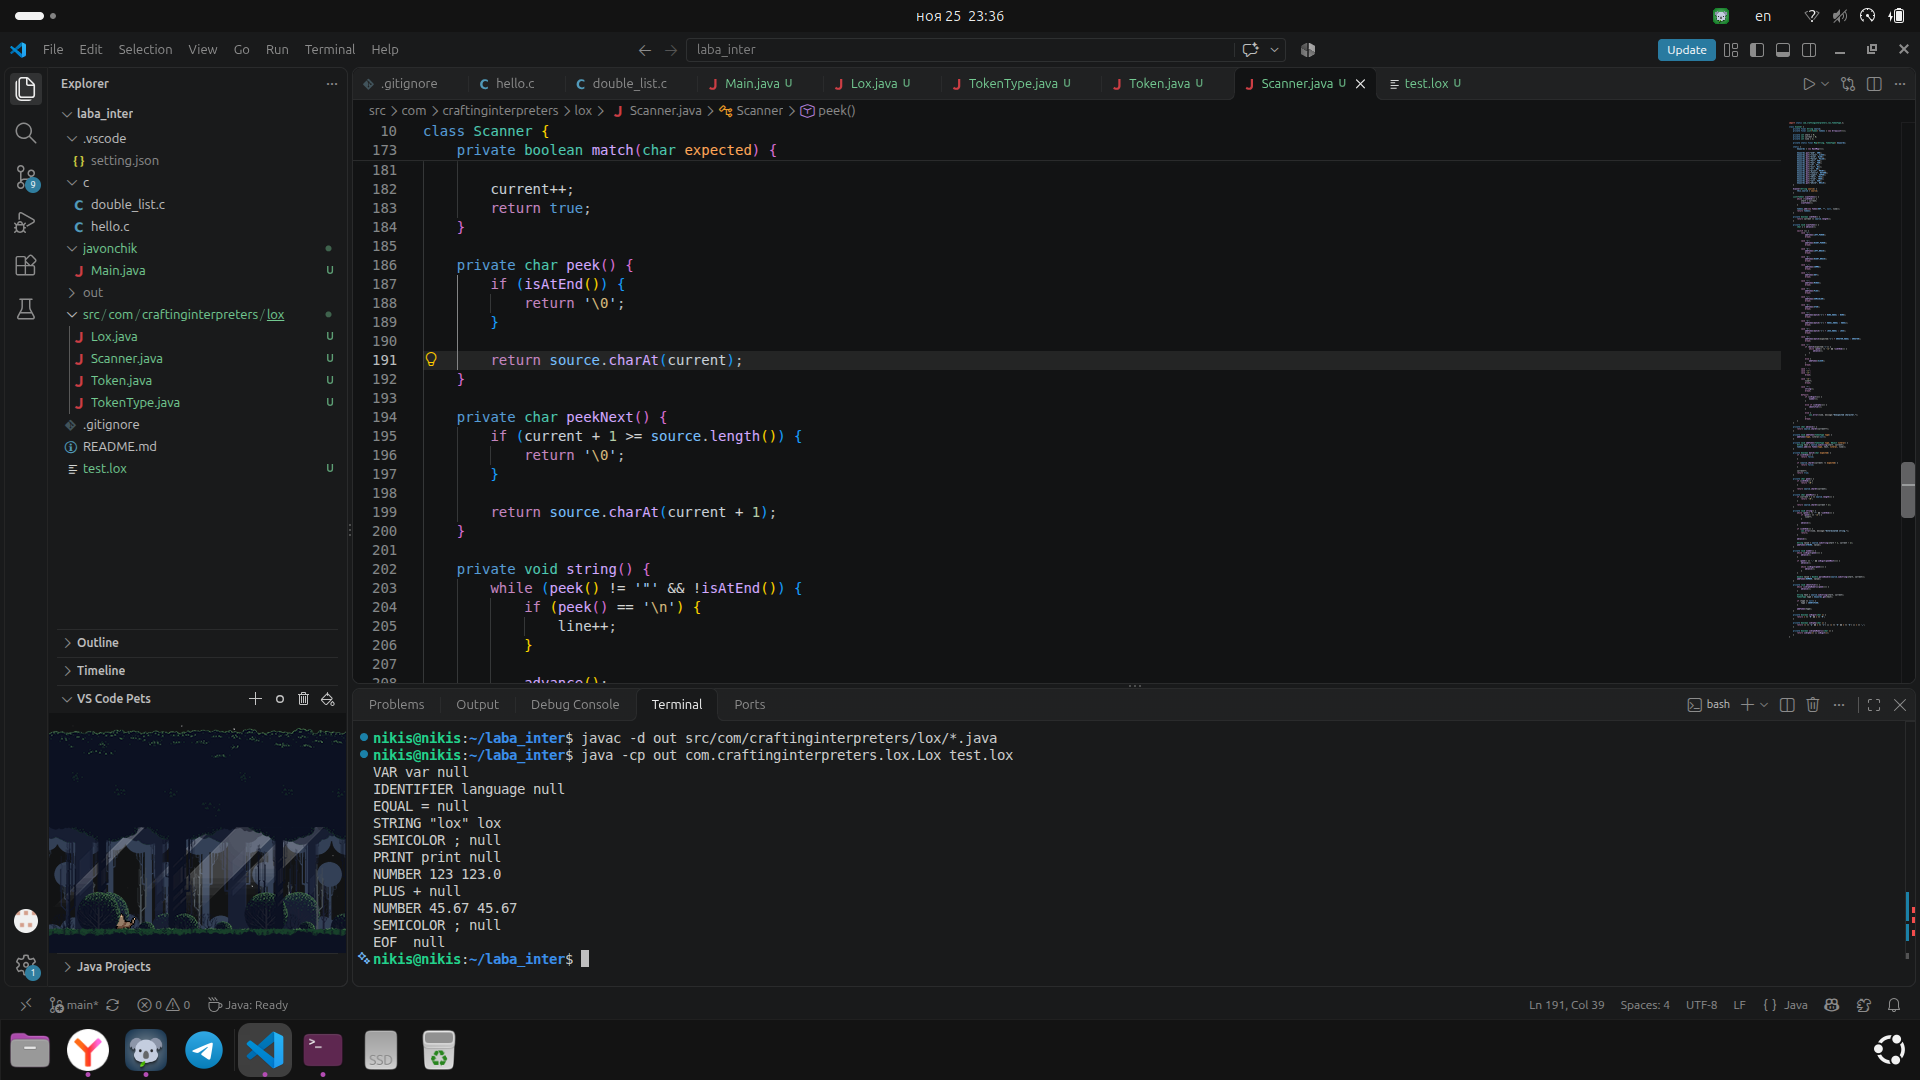 ноя 25 23:36
en
File Edit Selection View Go Run Terminal Help
laba_inter
Update
Explorer
.gitignore
hello.c
double_list.c
Main.java U
Lox.java U
TokenType.java U
Token.java U
Scanner.java U
test.lox U
src > com > craftinginterpreters > lox > Scanner.java > Scanner > peek()
laba_inter
.vscode
setting.json
c
double_list.c
hello.c
javonchik
Main.java U
out
src/com/craftinginterpreters/lox
Lox.java U
Scanner.java U
Token.java U
TokenType.java U
.gitignore
README.md
test.lox U
Outline
Timeline
VS Code Pets
Java Projects
9
1
10 class Scanner {
173 private boolean match(char expected) {
181
182 current++;
183 return true;
184 }
185
186 private char peek() {
187 if (isAtEnd()) {
188 return '\0';
189 }
190
191 return source.charAt(current);
192 }
193
194 private char peekNext() {
195 if (current + 1 >= source.length()) {
196 return '\0';
197 }
198
199 return source.charAt(current + 1);
200 }
201
202 private void string() {
203 while (peek() != '"' && !isAtEnd()) {
204 if (peek() == '\n') {
205 line++;
206 }
207
208 advance();
Problems Output Debug Console Terminal Ports
bash
nikis@nikis:~/laba_inter$ javac -d out src/com/craftinginterpreters/lox/*.java
nikis@nikis:~/laba_inter$ java -cp out com.craftinginterpreters.lox.Lox test.lox
VAR var null
IDENTIFIER language null
EQUAL = null
STRING "lox" lox
SEMICOLOR ; null
PRINT print null
NUMBER 123 123.0
PLUS + null
NUMBER 45.67 45.67
SEMICOLOR ; null
EOF  null
nikis@nikis:~/laba_inter$
main* 0 0 Java: Ready
Ln 191, Col 39 Spaces: 4 UTF-8 LF { } Java
SSD